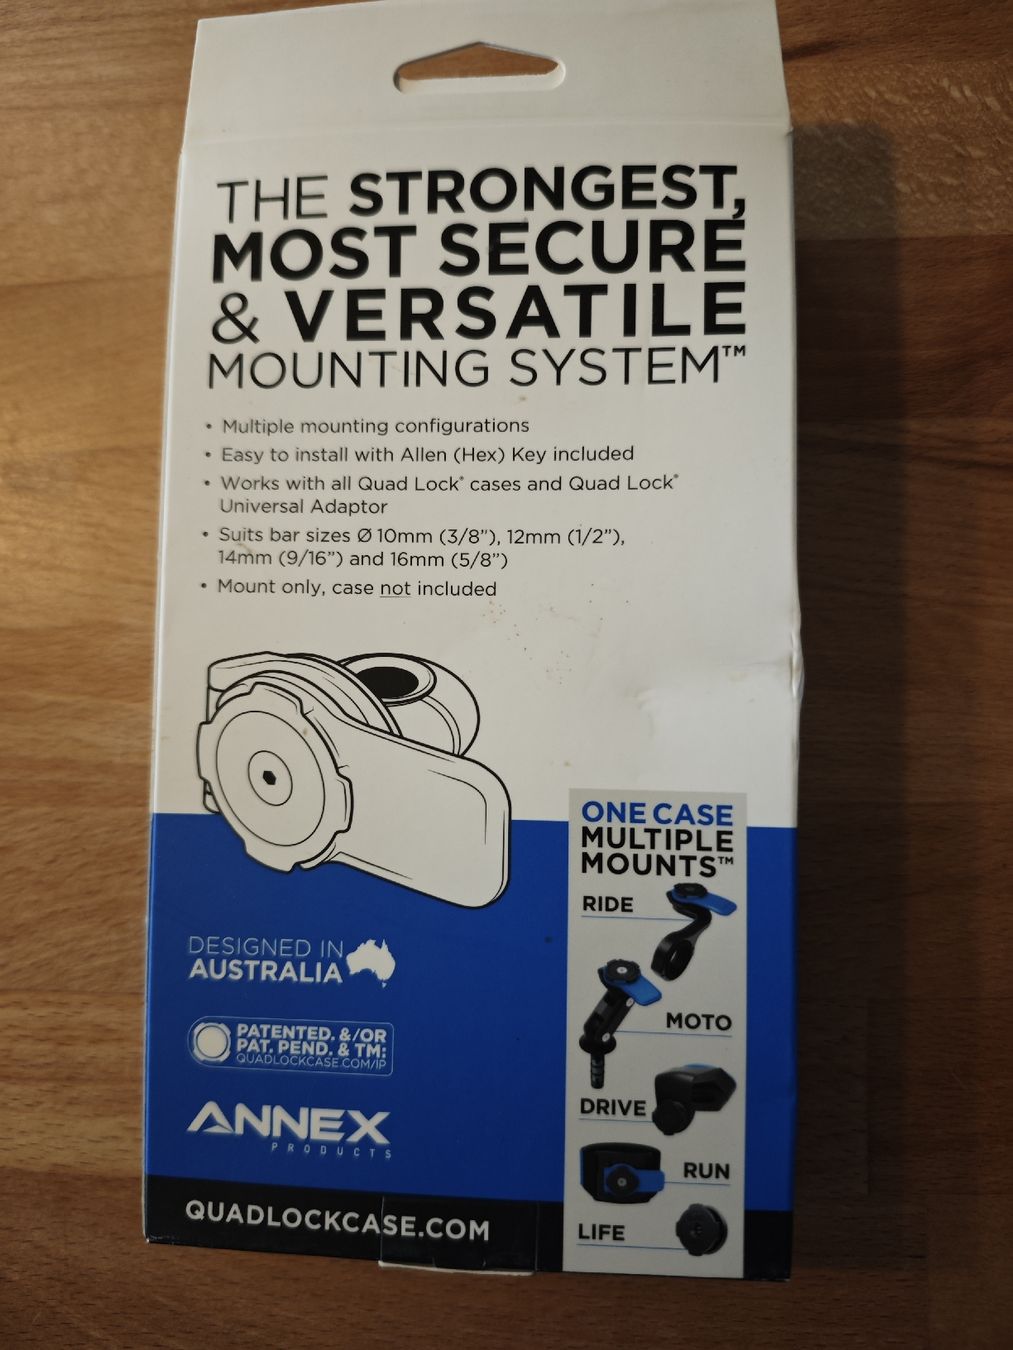 THE STRONGEST,
MOST SECURE
& VERSATILE
MOUNTING SYSTEM™
• Multiple mounting configurations
• Easy to install with Allen (Hex) Key included
• Works with all Quad Lock® cases and Quad Lock®
Universal Adaptor
• Suits bar sizes Ø 10mm (3/8”), 12mm (1/2”),
14mm (9/16”) and 16mm (5/8”)
• Mount only, case not included
ONE CASE
MULTIPLE
MOUNTS™
RIDE
MOTO
DRIVE
RUN
LIFE
DESIGNED IN
AUSTRALIA
PATENTED. &/OR
PAT. PEND. & TM:
QUADLOCKCASE.COM/IP
ANNEX
PRODUCTS
QUADLOCKCASE.COM